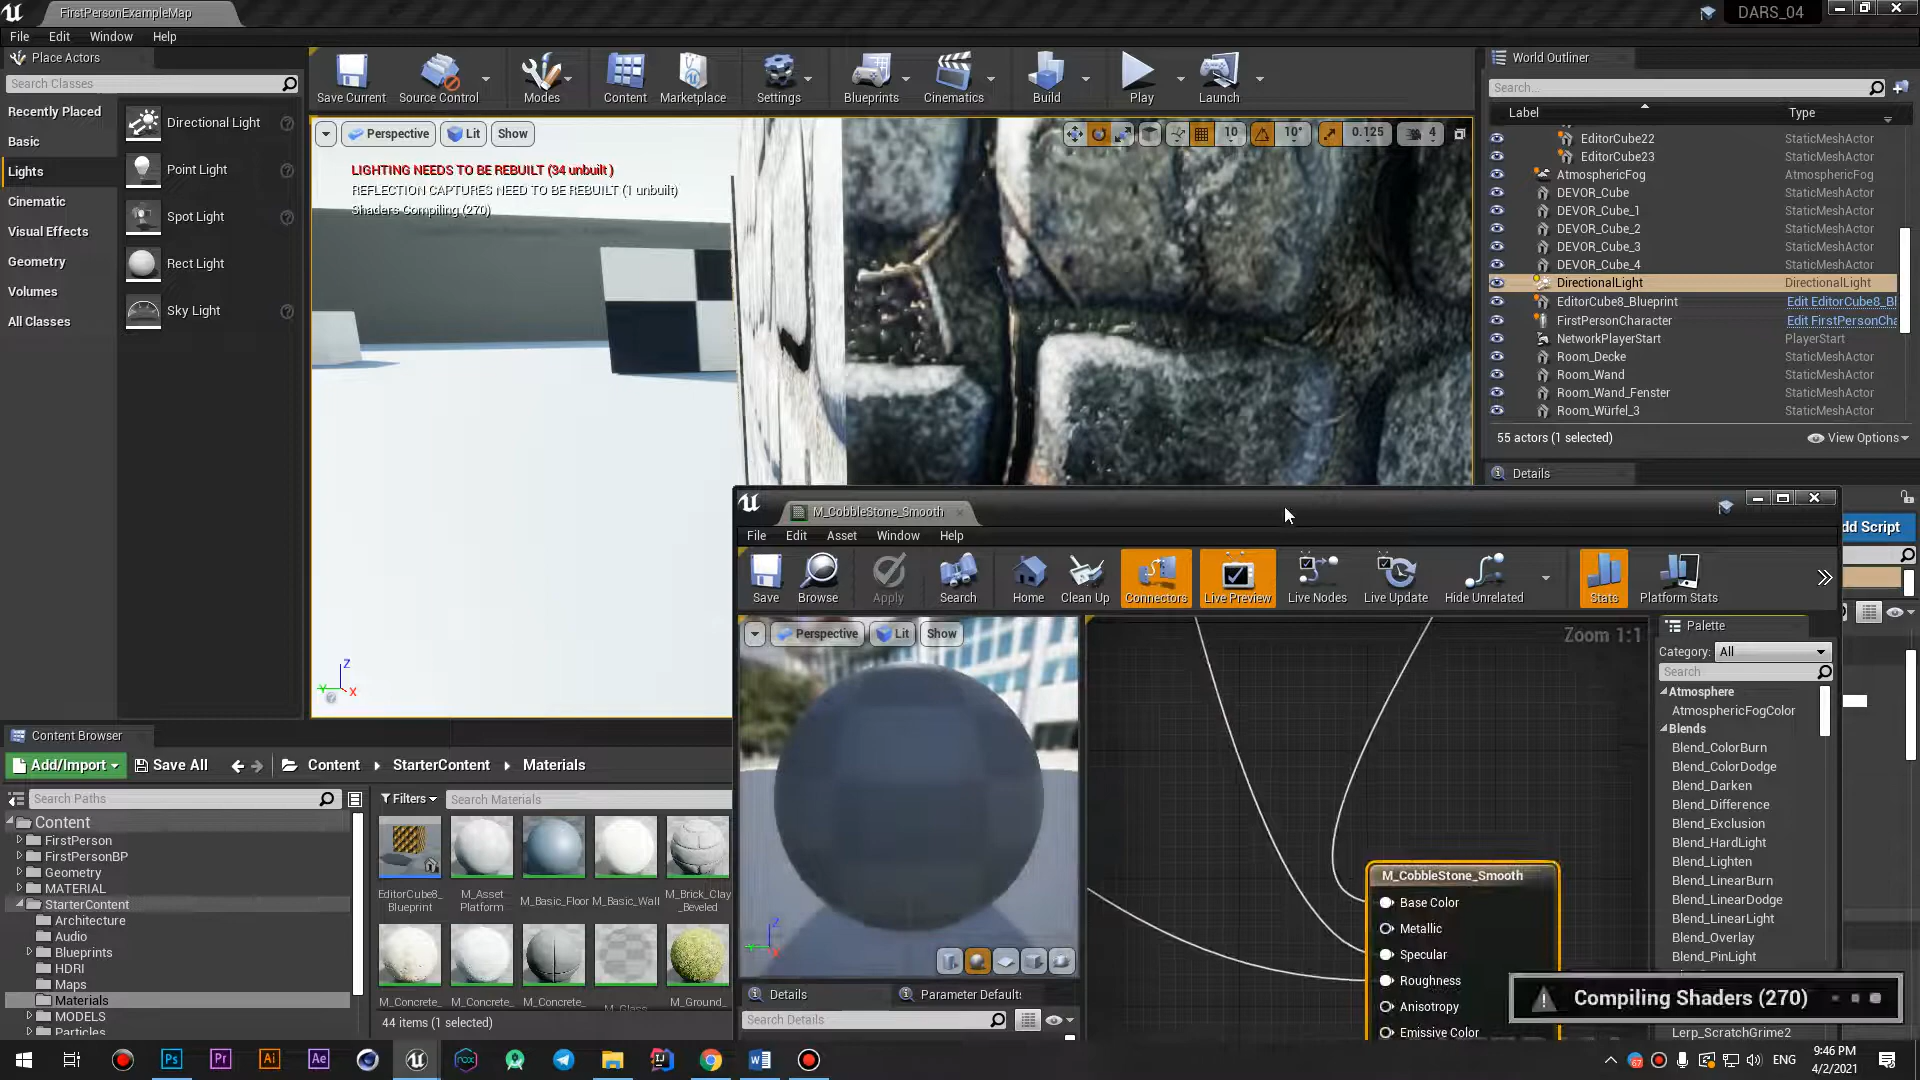 FirstPersonExampleMap
DARS_04
File Edit Window Help
Place Actors
Search Classes
Recently Placed
Basic
Lights
Cinematic
Visual Effects
Geometry
Volumes
All Classes
Directional Light
Point Light
Spot Light
Rect Light
Sky Light
Save Current
Source Control
Modes
Content
Marketplace
Settings
Blueprints
Cinematics
Build
Play
Launch
Perspective Lit Show
10 10° 0.125 4
LIGHTING NEEDS TO BE REBUILT (34 unbuilt )
REFLECTION CAPTURES NEED TO BE REBUILT (1 unbuilt)
Shaders Compiling (270)
Z
Y X
World Outliner
Search...
Label Type
EditorCube22 StaticMeshActor
EditorCube23 StaticMeshActor
AtmosphericFog AtmosphericFog
DEVOR_Cube StaticMeshActor
DEVOR_Cube_1 StaticMeshActor
DEVOR_Cube_2 StaticMeshActor
DEVOR_Cube_3 StaticMeshActor
DEVOR_Cube_4 StaticMeshActor
DirectionalLight DirectionalLight
EditorCube8_Blueprint Edit EditorCube8_Bl
FirstPersonCharacter Edit FirstPersonCha
NetworkPlayerStart PlayerStart
Room_Decke StaticMeshActor
Room_Wand StaticMeshActor
Room_Wand_Fenster StaticMeshActor
Room_Würfel_3 StaticMeshActor
55 actors (1 selected) View Options
Details
dd Script
M_CobbleStone_Smooth
File Edit Asset Window Help
Save
Browse
Apply
Search
Home
Clean Up
Connectors
Live Preview
Live Nodes
Live Update
Hide Unrelated
Stats
Platform Stats
Perspective Lit Show
Zoom 1:1
Palette
Category: All
Search
Atmosphere
AtmosphericFogColor
Blends
Blend_ColorBurn
Blend_ColorDodge
Blend_Darken
Blend_Difference
Blend_Exclusion
Blend_HardLight
Blend_Lighten
Blend_LinearBurn
Blend_LinearDodge
Blend_LinearLight
Blend_Overlay
Blend_PinLight
Lerp_ScratchGrime2
M_CobbleStone_Smooth
Base Color
Metallic
Specular
Roughness
Anisotropy
Emissive Color
Compiling Shaders (270)
Details Parameter Default
Search Details
Content Browser
Add/Import Save All Content StarterContent Materials
Search Paths
Filters Search Materials
Content
FirstPerson
FirstPersonBP
Geometry
MATERIAL
StarterContent
Architecture
Audio
Blueprints
HDRI
Maps
Materials
MODELS
Particles
EditorCube8_
Blueprint
M_Asset
Platform
M_Basic_Floor
M_Basic_Wall
M_Brick_Clay
_Beveled
M_Concrete_
M_Concrete_
M_Concrete_
M_Glass
M_Ground_
44 items (1 selected)
Ps Pr Ai Ae
ENG
9:46 PM
4/2/2021